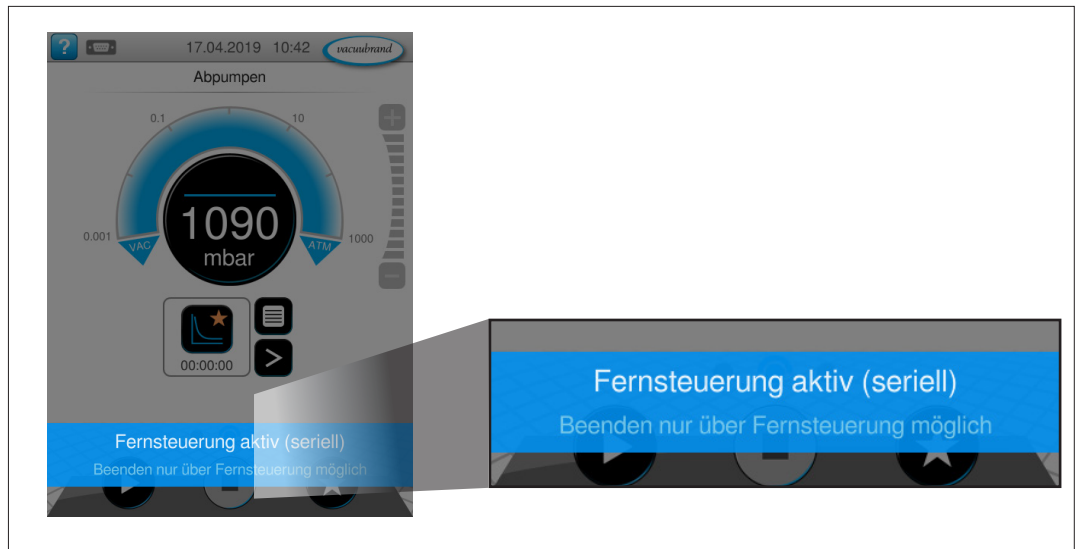 ?
17.04.2019 10:42
vacuubrand
Abpumpen
0.1
10
0.001
VAC
1090
mbar
ATM
1000
00:00:00
Fernsteuerung aktiv (seriell)
Beenden nur über Fernsteuerung möglich
Fernsteuerung aktiv (seriell)
Beenden nur über Fernsteuerung möglich